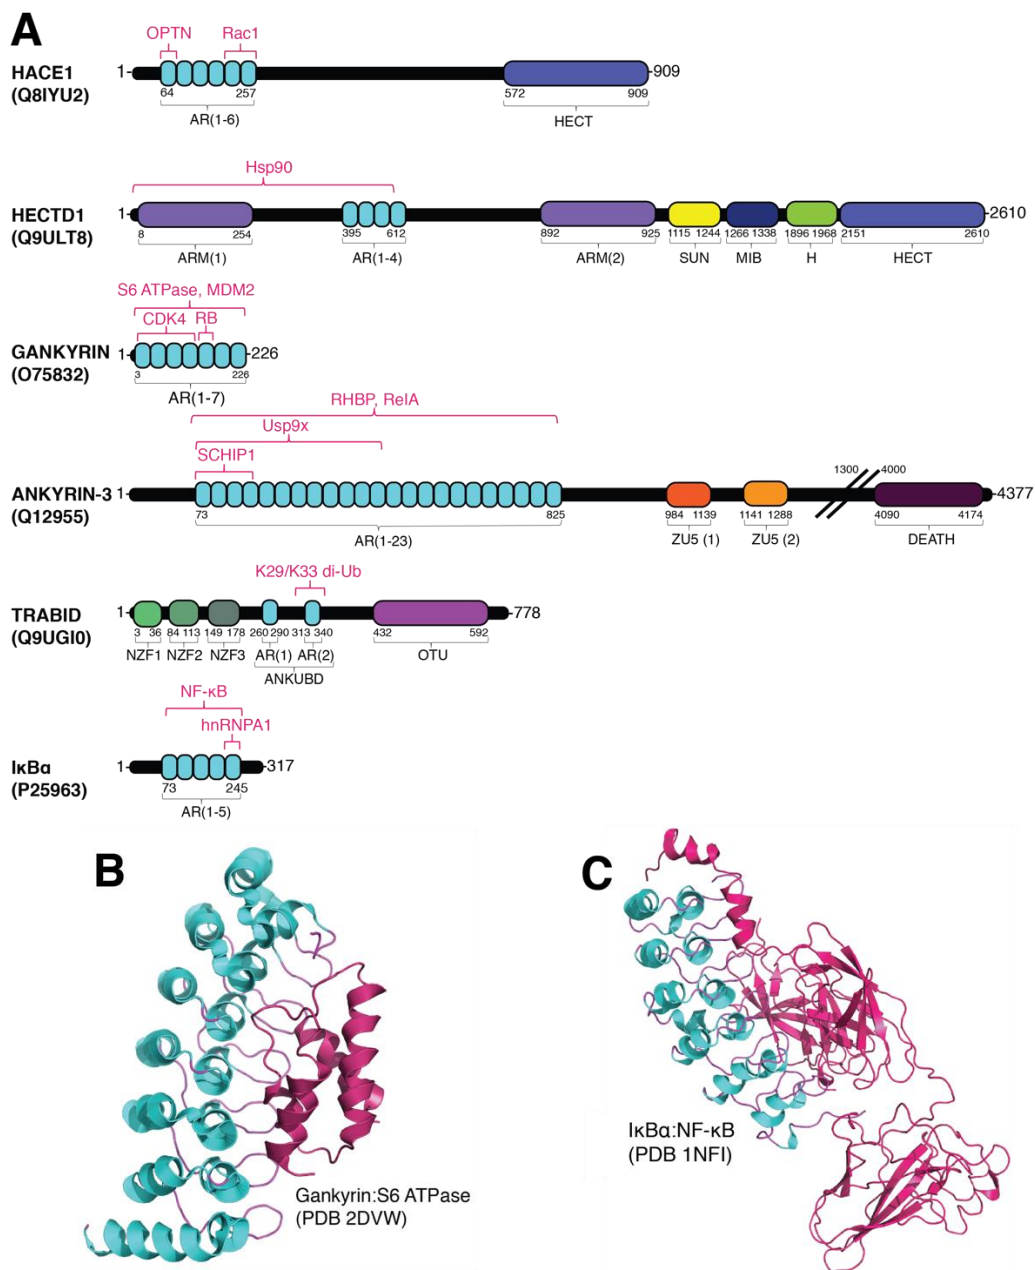 A
OPTN Rac1
HACE1
(Q8IYU2)
1- -909
64 257 572 909
AR(1-6) HECT
Hsp90
HECTD1
(Q9ULT8)
1- -2610
8 254 395 612 892 925 1115 1244 1266 1338 1896 1968 2151 2610
ARM(1) AR(1-4) ARM(2) SUN MIB H HECT
S6 ATPase, MDM2
CDK4 RB
GANKYRIN
(O75832)
1- -226
3 226
AR(1-7)
RHBP, RelA
Usp9x
SCHIP1
1300 4000
ANKYRIN-3
(Q12955)
1- -4377
73 825 984 1139 1141 1288 4090 4174
AR(1-23) ZU5 (1) ZU5 (2) DEATH
K29/K33 di-Ub
TRABID
(Q9UGI0)
1- -778
3 36 84 113 149 178 260 290 313 340 432 592
NZF1 NZF2 NZF3 AR(1) AR(2) OTU
ANKUBD
NF-κB
hnRNPA1
IκBα
(P25963)
1- -317
73 245
AR(1-5)
B
Gankyrin:S6 ATPase
(PDB 2DVW)
C
IκBα:NF-κB
(PDB 1NFI)